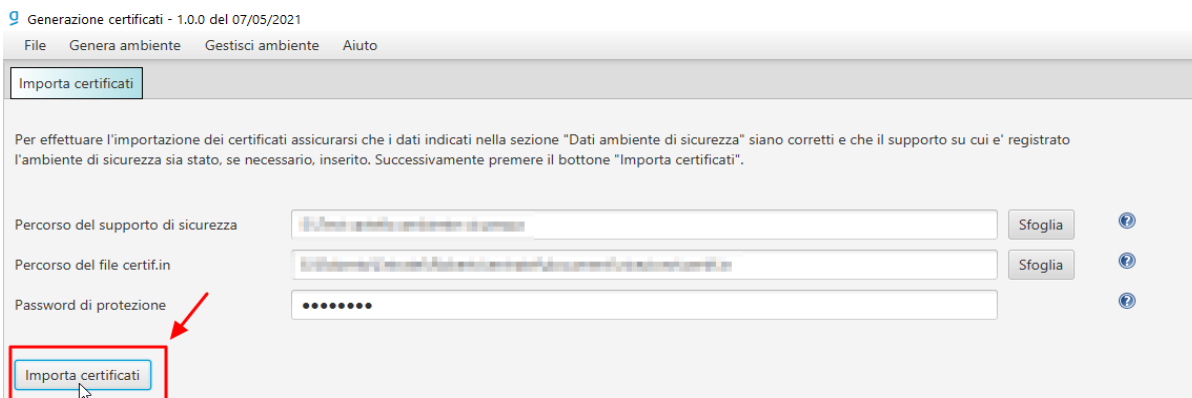 Generazione certificati - 1.0.0 del 07/05/2021
File Genera ambiente Gestisci ambiente Aiuto
Importa certificati
Per effettuare l'importazione dei certificati assicurarsi che i dati indicati nella sezione "Dati ambiente di sicurezza" siano corretti e che il supporto su cui e' registrato
l'ambiente di sicurezza sia stato, se necessario, inserito. Successivamente premere il bottone "Importa certificati".
Percorso del supporto di sicurezza Sfoglia
Percorso del file certif.in Sfoglia
Password di protezione ••••••••
Importa certificati